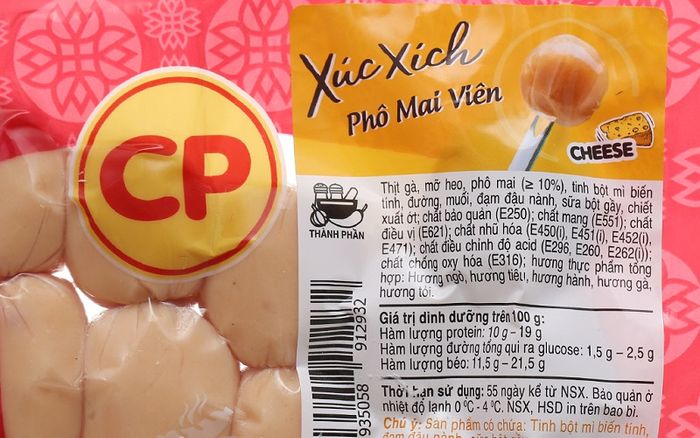 Xúc Xích
Phô Mai Viên
CHEESE
CP
THÀNH PHẦN
Thịt gà, mỡ heo, phô mai (≥ 10%), tinh bột mì biến
tính, đường, muối, đạm đậu nành, sữa bột gầy, chiết
xuất ớt; chất bảo quản (E250); chất mang (E551); chất
điều vị (E621); chất nhũ hóa (E450(i), E451(i), E452(i),
E471); chất điều chỉnh độ acid (E296, E260, E262(i));
chất chống oxy hóa (E316); hương thực phẩm tổng
hợp: Hương ngò, hương tiêu, hương hành, hương gà,
hương tỏi.
Giá trị dinh dưỡng trên 100 g:
Hàm lượng protein: 10 g - 19 g
Hàm lượng đường tổng qui ra glucose: 1,5 g - 2,5 g
Hàm lượng béo: 11,5 g - 21,5 g
Thời hạn sử dụng: 55 ngày kể từ NSX. Bảo quản ở
nhiệt độ lạnh 0 °C - 4 °C. NSX, HSD in trên bao bì.
Chú ý: Sản phẩm có chứa: Tinh bột mì biến tính,
đạm đậu nành, sữa bột
935058 912932